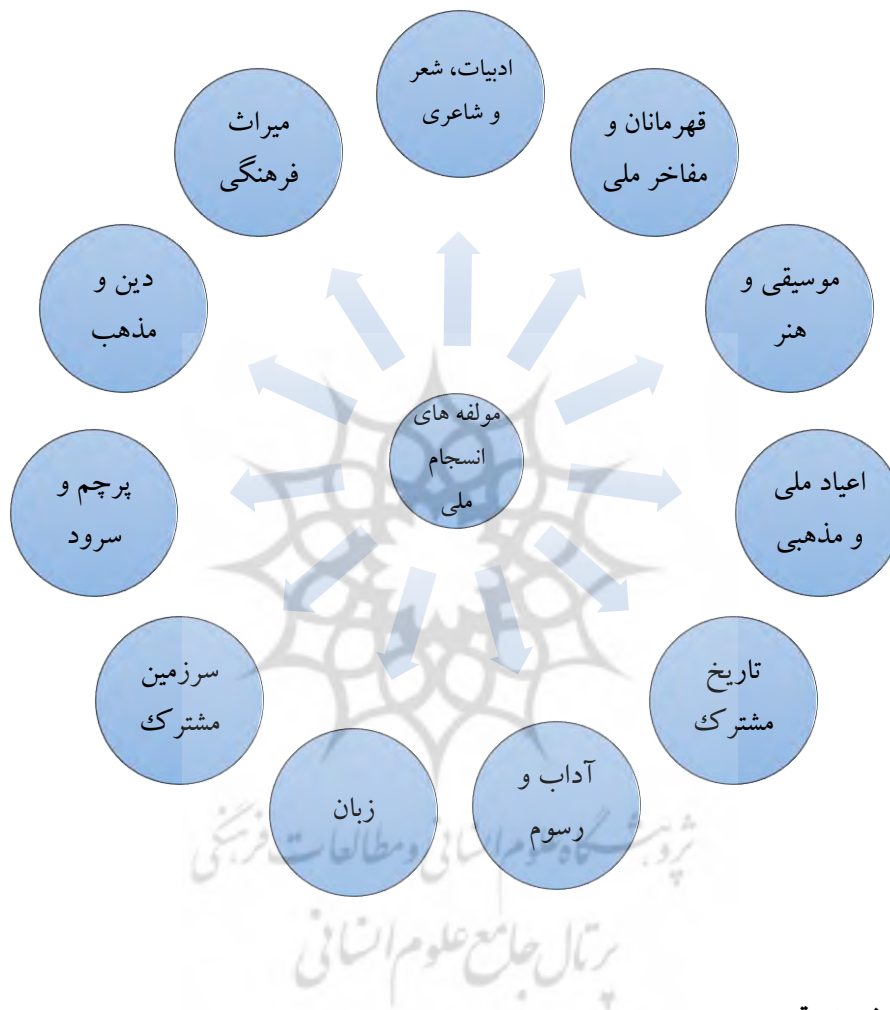 ادبیات، شعر
و شاعری
قهرمانان و
مفاخر ملی
موسیقی و
هنر
اعیاد ملی
و مذهبی
تاریخ
مشترک
آداب و
رسوم
زبان
سرزمین
مشترک
پرچم و
سرود
دین و
مذهب
میراث
فرهنگی
مولفه های
انسجام
ملی
پژوهشگاه علوم انسانی و مطالعات فرهنگی
پرتال جامع علوم انسانی